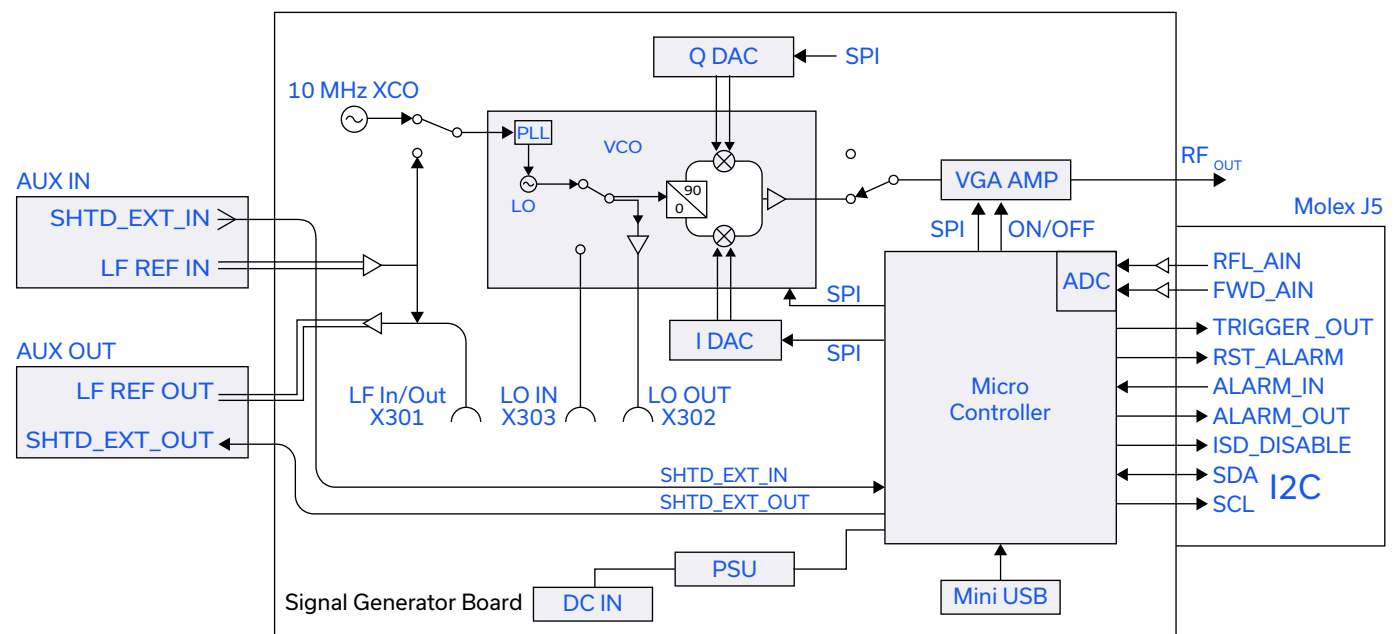 Q DAC
SPI
10 MHz XCO
PLL
VCO
LO
90
0
VGA AMP
RF OUT
AUX IN
SHTD_EXT_IN
LF REF IN
SPI
ON/OFF
Molex J5
ADC
RFL_AIN
FWD_AIN
SPI
I DAC
SPI
TRIGGER _OUT
RST_ALARM
ALARM_IN
ALARM_OUT
ISD_DISABLE
SDA
SCL
I2C
Micro
Controller
AUX OUT
LF REF OUT
SHTD_EXT_OUT
LF In/Out
X301
LO IN
X303
LO OUT
X302
SHTD_EXT_IN
SHTD_EXT_OUT
PSU
DC IN
Mini USB
Signal Generator Board